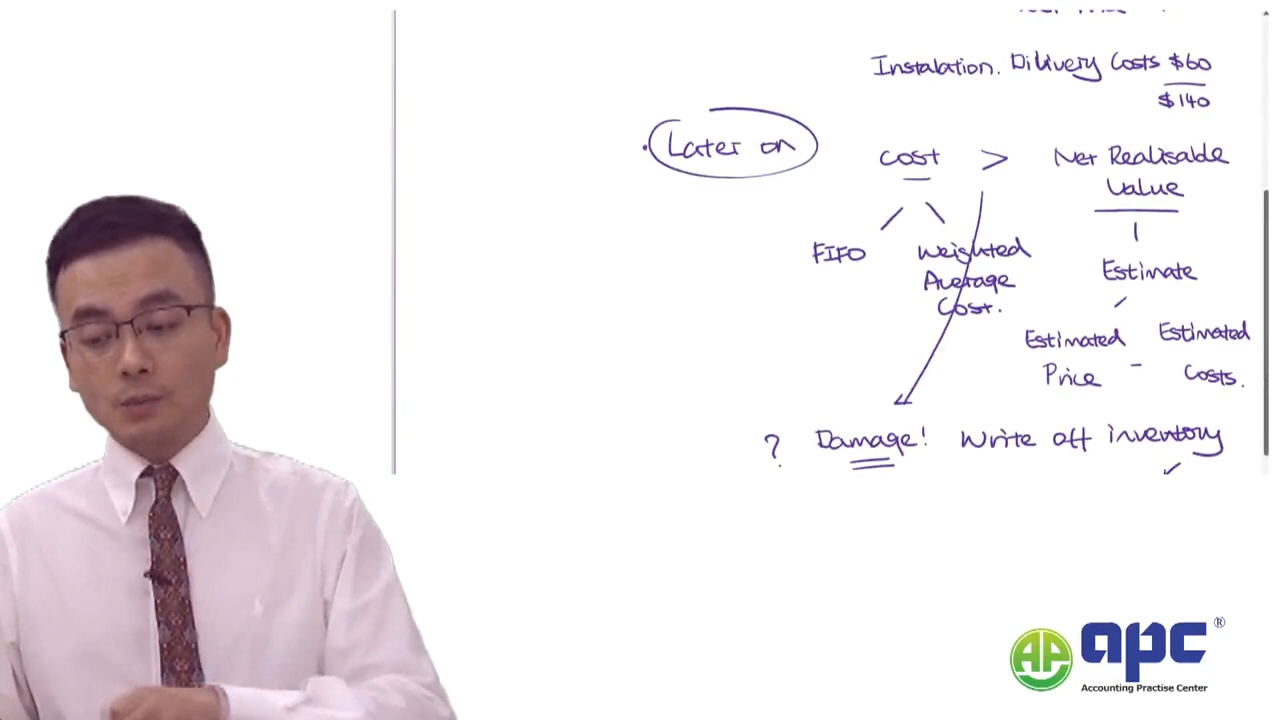 Instalation. Dilivery Costs $60
$140
Later on
cost > Net Realisable
Value
FIFO
Weighted
Average
Cost.
Estimate
Estimated
Price
-
Estimated
Costs.
? Damage! Write off inventory
apc®
Accounting Practise Center